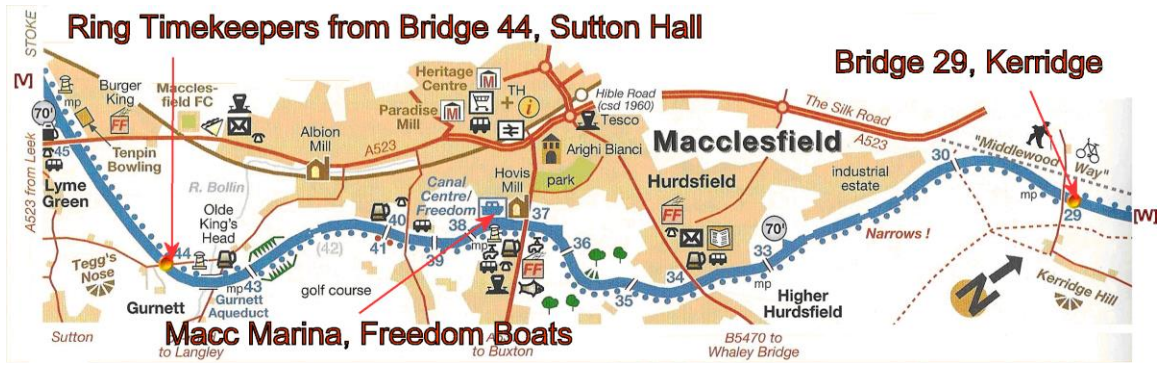 Ring Timekeepers from Bridge 44, Sutton Hall
Bridge 29, Kerridge
STOKE
[V]
70'
mp
Burger
King
FF
Maccles-
field FC
Tenpin
Bowling
45
A523 from Leek
Lyme
Green
Albion
Mill
A523
R. Bollin
Heritage
Centre
M
Paradise
Mill
M
TH
i
Hible Road
(csd 1960)
Tesco
Arighi Bianci
Macclesfield
The Silk Road
A523
Hovis
Mill
park
Hurdsfield
FF
industrial
estate
"Middlewood
Way"
30
mp
29
[W]
Narrows !
Canal
Centre/
Freedom
37
38
mp
39
40
41
(42)
Olde
King's
Head
44
Tegg's
Nose
mp
43
Gurnett
Gurnett
Aqueduct
golf course
FF
36
35
34
33
70'
mp
Higher
Hurdsfield
N
Kerridge Hill
Macc Marina, Freedom Boats
Sutton
to Langley
to Buxton
B5470 to
Whaley Bridge